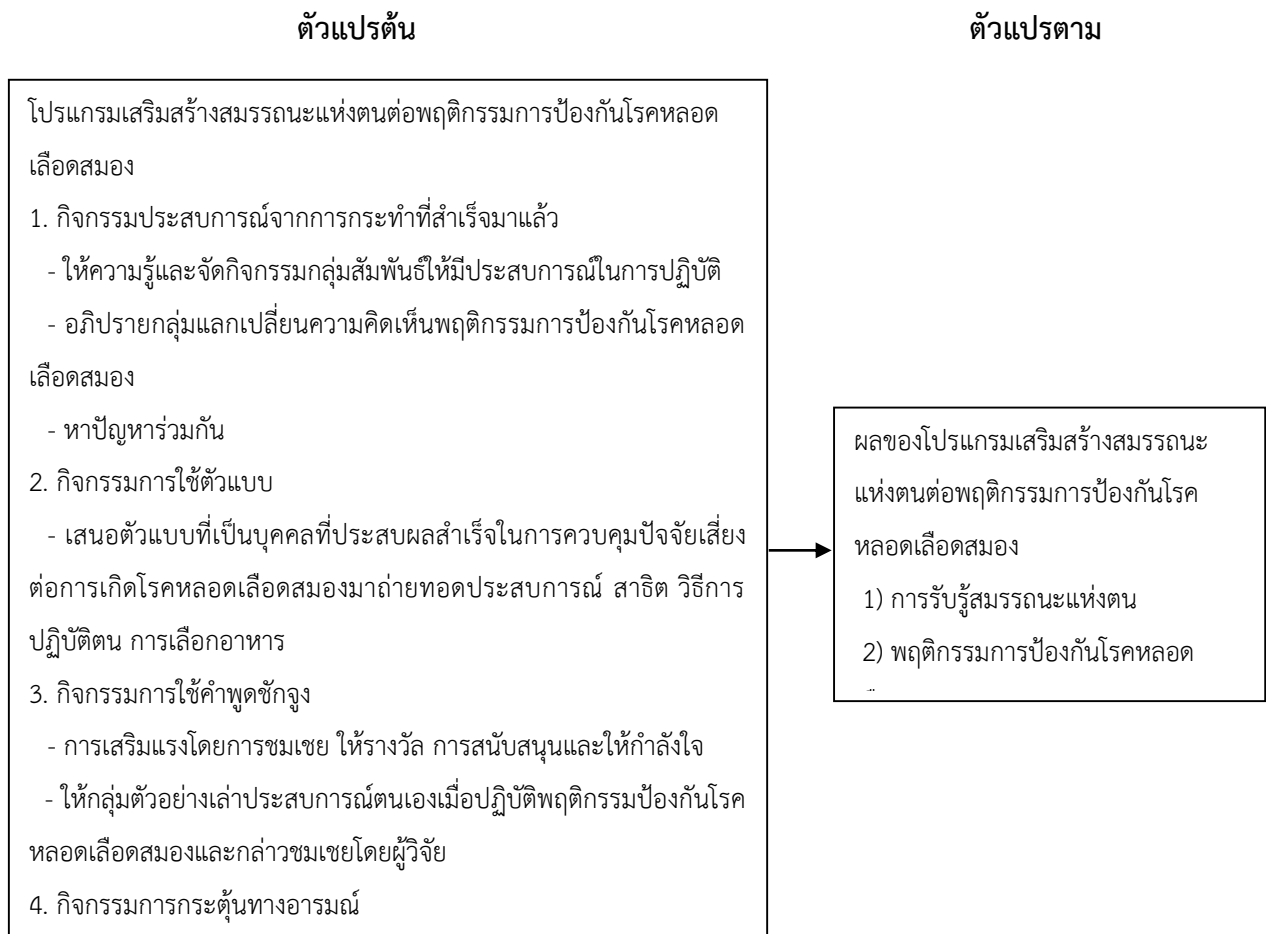 ตัวแปรต้น
ตัวแปรตาม
โปรแกรมเสริมสร้างสมรรถนะแห่งตนต่อพฤติกรรมการป้องกันโรคหลอด
เลือดสมอง
1. กิจกรรมประสบการณ์จากการกระทำที่สำเร็จมาแล้ว
- ให้ความรู้และจัดกิจกรรมกลุ่มสัมพันธ์ให้มีประสบการณ์ในการปฏิบัติ
- อภิปรายกลุ่มแลกเปลี่ยนความคิดเห็นพฤติกรรมการป้องกันโรคหลอด
เลือดสมอง
- หาปัญหาร่วมกัน
2. กิจกรรมการใช้ตัวแบบ
- เสนอตัวแบบที่เป็นบุคคลที่ประสบผลสำเร็จในการควบคุมปัจจัยเสี่ยง
ต่อการเกิดโรคหลอดเลือดสมองมาถ่ายทอดประสบการณ์ สาธิต วิธีการ
ปฏิบัติตน การเลือกอาหาร
3. กิจกรรมการใช้คำพูดชักจูง
- การเสริมแรงโดยการชมเชย ให้รางวัล การสนับสนุนและให้กำลังใจ
- ให้กลุ่มตัวอย่างเล่าประสบการณ์ตนเองเมื่อปฏิบัติพฤติกรรมป้องกันโรค
หลอดเลือดสมองและกล่าวชมเชยโดยผู้วิจัย
4. กิจกรรมการกระตุ้นทางอารมณ์
ผลของโปรแกรมเสริมสร้างสมรรถนะ
แห่งตนต่อพฤติกรรมการป้องกันโรค
หลอดเลือดสมอง
1) การรับรู้สมรรถนะแห่งตน
2) พฤติกรรมการป้องกันโรคหลอด